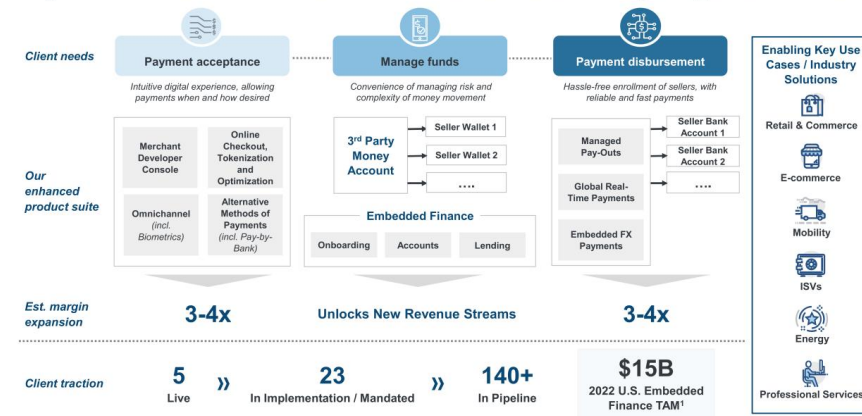 Client needs
Payment acceptance
Manage funds
Payment disbursement
Intuitive digital experience, allowing
payments when and how desired
Convenience of managing risk and
complexity of money movement
Hassle-free enrollment of sellers, with
reliable and fast payments
Our
enhanced
product suite
Merchant
Developer
Console
Online
Checkout,
Tokenization
and
Optimization
Omnichannel
(incl.
Biometrics)
Alternative
Methods of
Payments
(incl. Pay-by-
Bank)
3rd Party
Money
Account
Seller Wallet 1
Seller Wallet 2
....
Embedded Finance
Onboarding
Accounts
Lending
Managed
Pay-Outs
Global Real-
Time Payments
Embedded FX
Payments
Seller Bank
Account 1
Seller Bank
Account 2
....
Est. margin
expansion
3-4x
Unlocks New Revenue Streams
3-4x
Client traction
5
Live
»
23
In Implementation / Mandated
»
140+
In Pipeline
$15B
2022 U.S. Embedded
Finance TAM1
Enabling Key Use
Cases / Industry
Solutions
Retail & Commerce
E-commerce
Mobility
ISVs
Energy
Professional Services